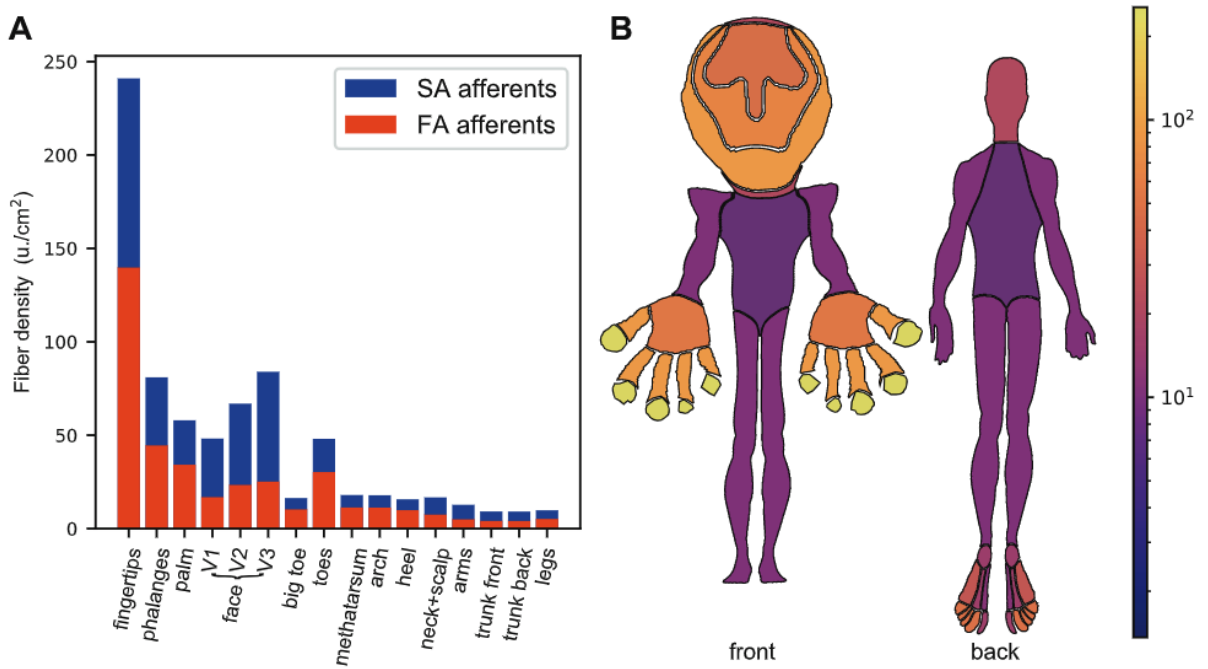 A
B
250
200
150
100
50
0
Fiber density (u./cm²)
SA afferents
FA afferents
fingertips
phalanges
palm
V1
V2
V3
face
big toe
toes
methatarsum
arch
heel
neck+scalp
arms
trunk front
trunk back
legs
front
back
10²
10¹